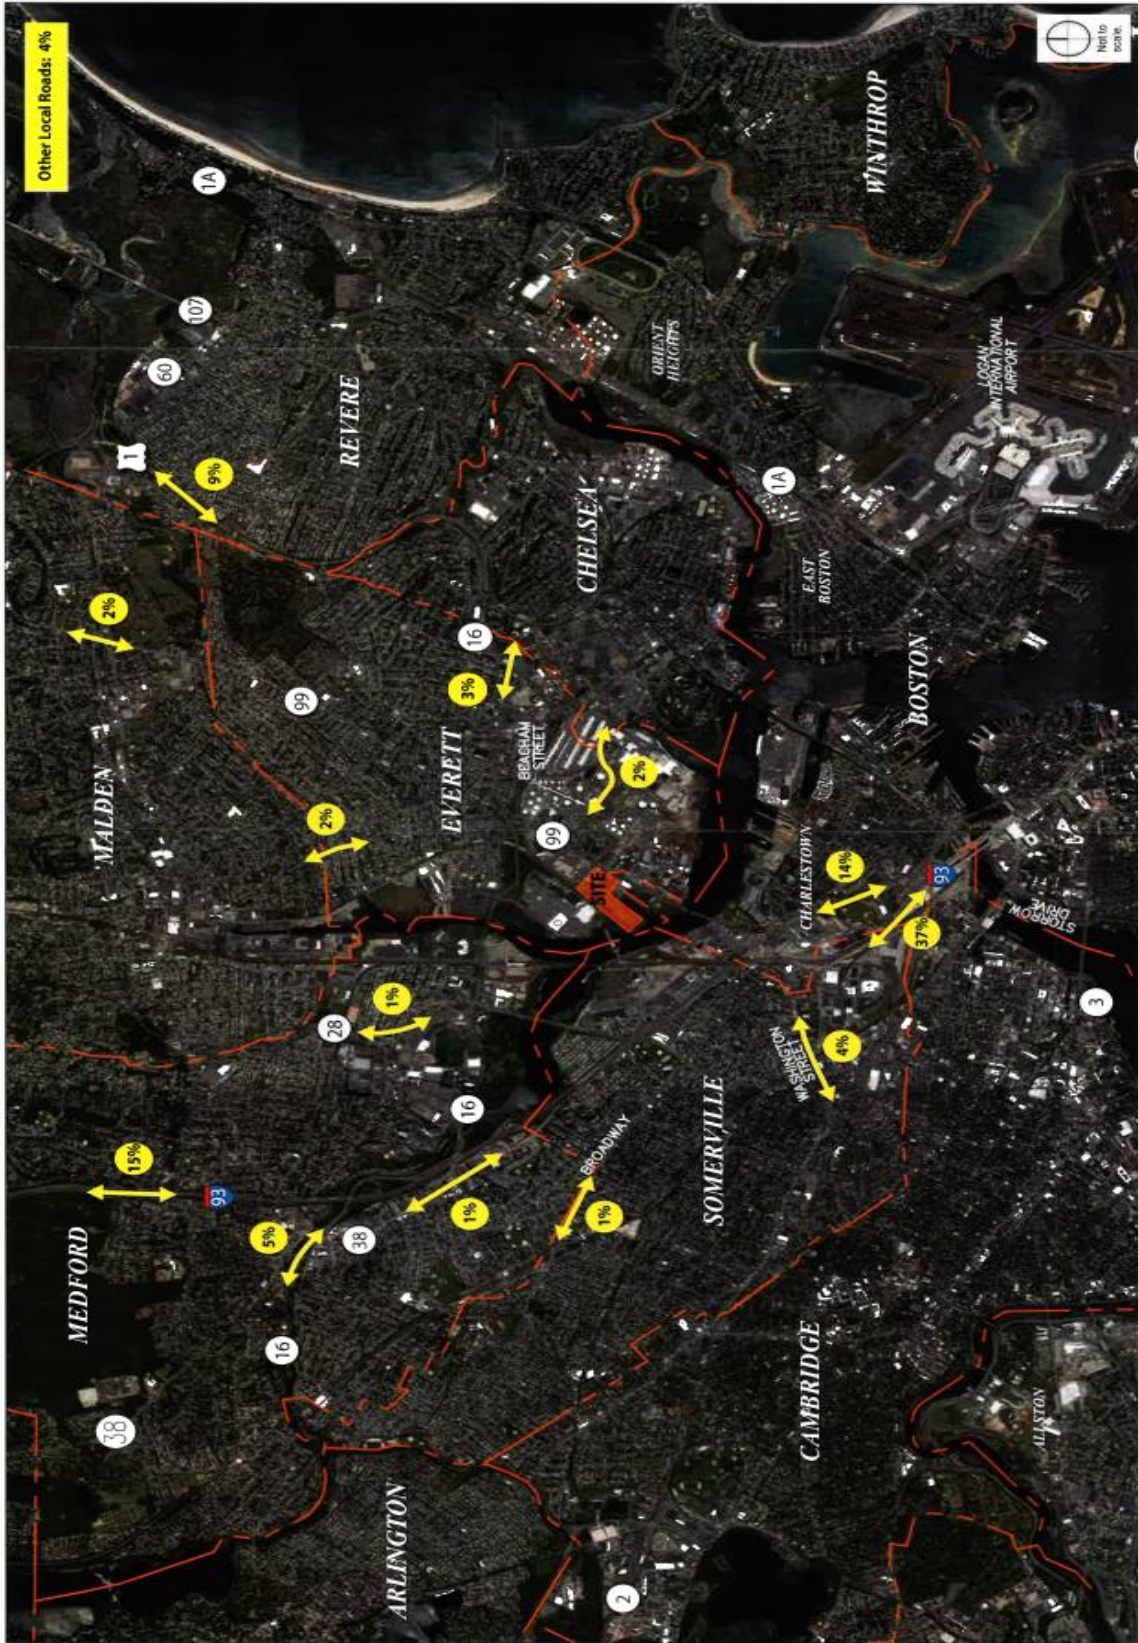 MEDFORD
38
15%
93
16
5%
38
ARLINGTON
2
16
1%
28
1%
BROADWAY
1%
SOMERVILLE
CAMBRIDGE
ALLSTON
MALDEN
2%
99
2%
EVERETT
16
3%
BEACHAM
STREET
99
2%
SITE
CHELSEA
WASHINGTON
STREET
4%
CHARLESTOWN
14%
37%
93
STORROW
DRIVE
3
BOSTON
1
9%
60
107
1A
REVERE
Other Local Roads: 4%
ORIENT
HEIGHTS
1A
EAST
BOSTON
LOGAN
INTERNATIONAL
AIRPORT
WINTHROP
Not to
scale.